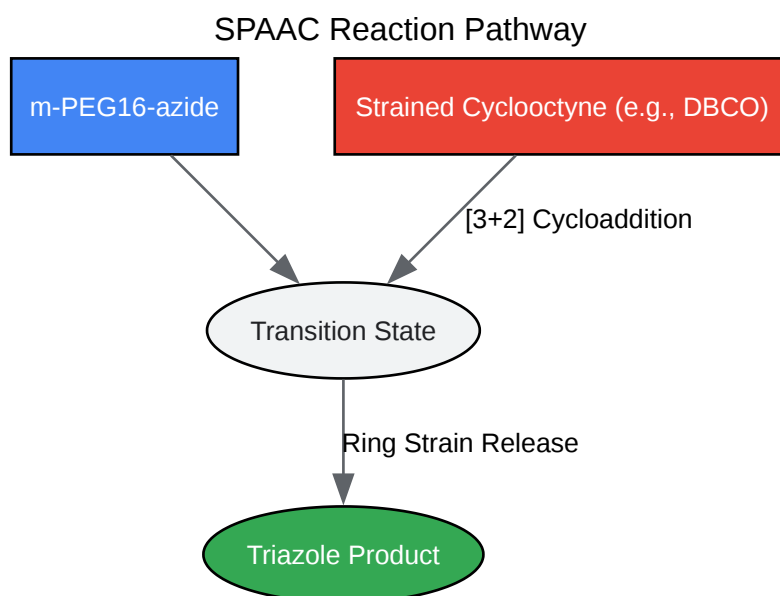 SPAAC Reaction Pathway
m-PEG16-azide
Strained Cyclooctyne (e.g., DBCO)
[3+2] Cycloaddition
Transition State
Ring Strain Release
Triazole Product